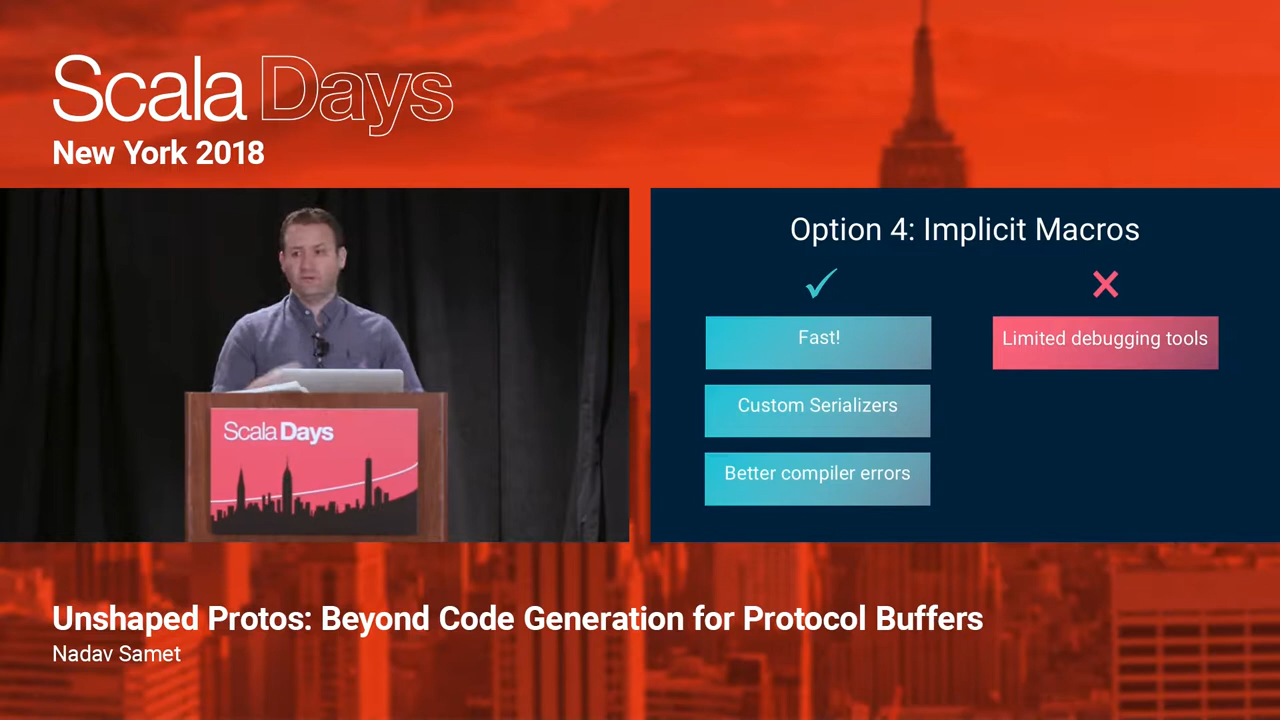 Scala Days
New York 2018
Option 4: Implicit Macros
Fast!
Limited debugging tools
Custom Serializers
Better compiler errors
Scala Days
Unshaped Protos: Beyond Code Generation for Protocol Buffers
Nadav Samet